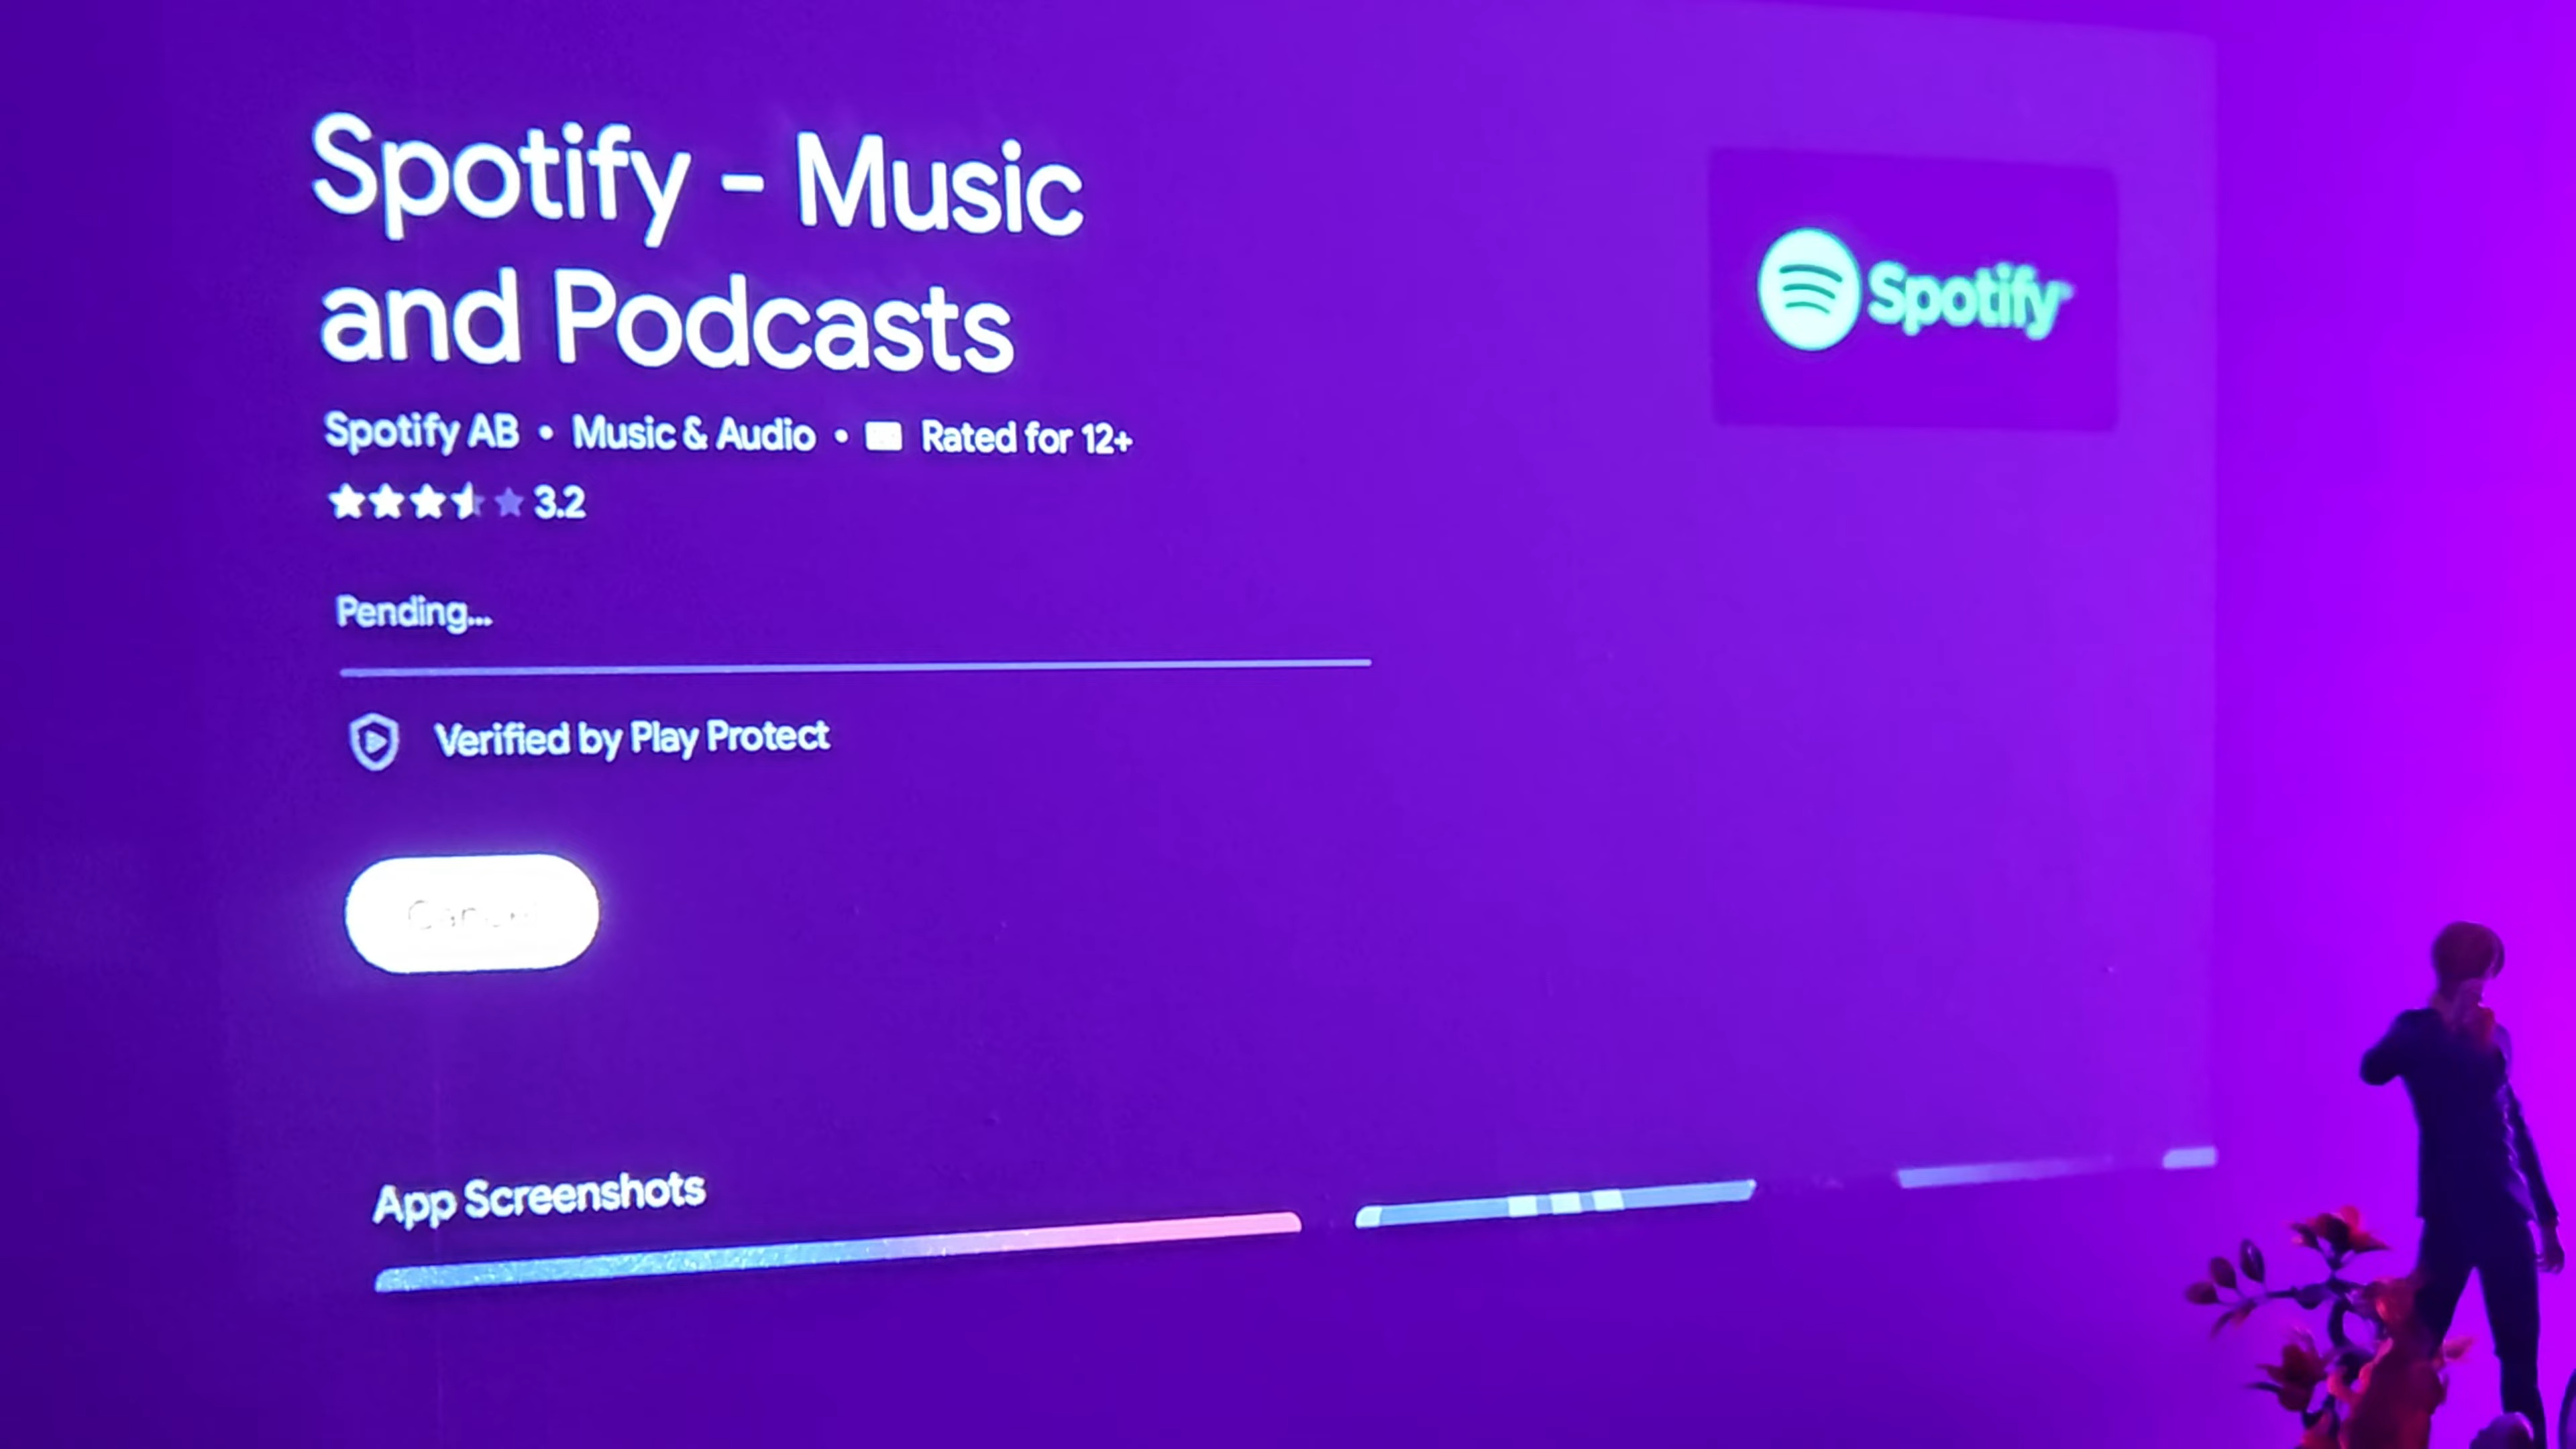 Spotify - Music
and Podcasts
Spotify
Spotify AB • Music & Audio • Rated for 12+
3.2
Pending...
Verified by Play Protect
Cancel
App Screenshots